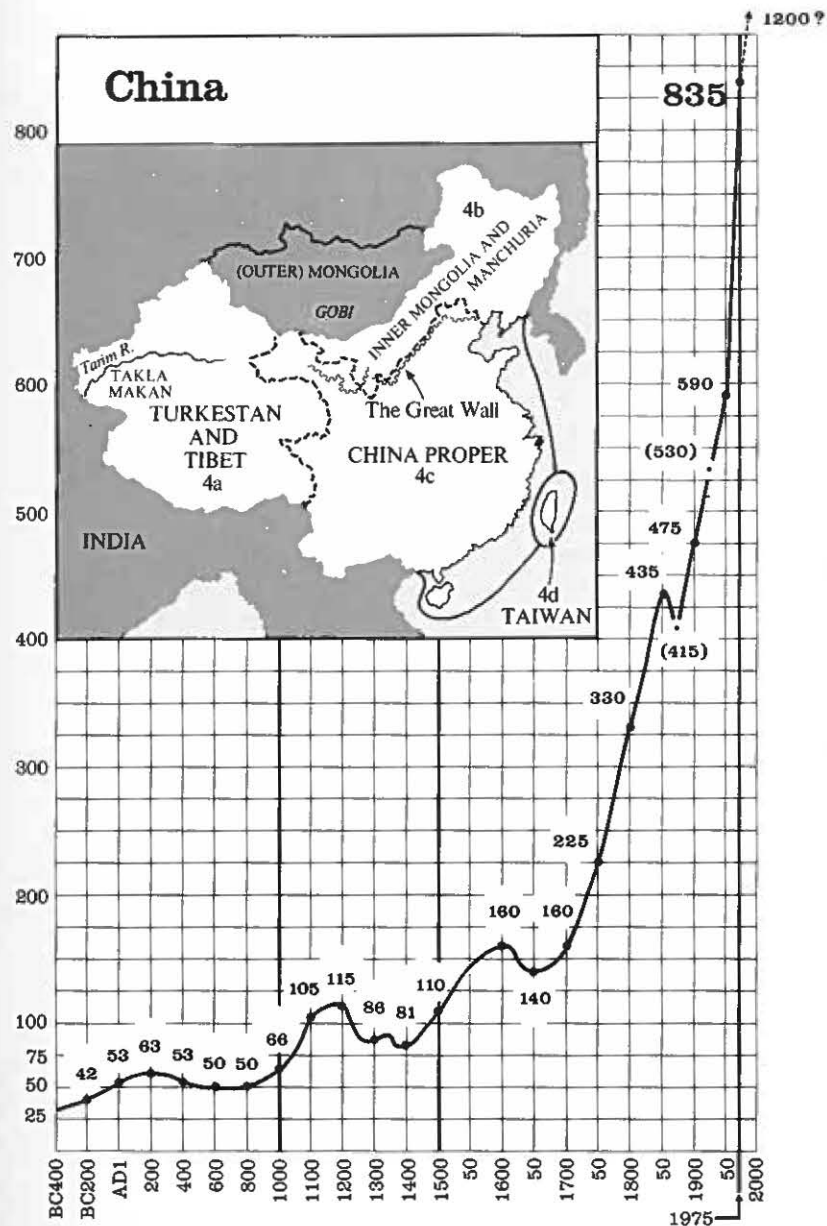 1200?
China
835
800
4b
700
(OUTER) MONGOLIA
INNER MONGOLIA AND
MANCHURIA
GOBI
Tarim R.
TAKLA
MAKAN
600
590
The Great Wall
TURKESTAN
AND
TIBET
4a
CHINA PROPER
4c
(530)
500
INDIA
475
435
4d
TAIWAN
400
(415)
330
300
225
200
160
160
140
115
105
110
100
86
81
75
66
63
53
53
50
50
50
42
25
BC400
BC200
AD1
200
400
600
800
1000
1100
1200
1300
1400
1500
50
1600
50
1700
50
1800
50
1900
50
2000
1975